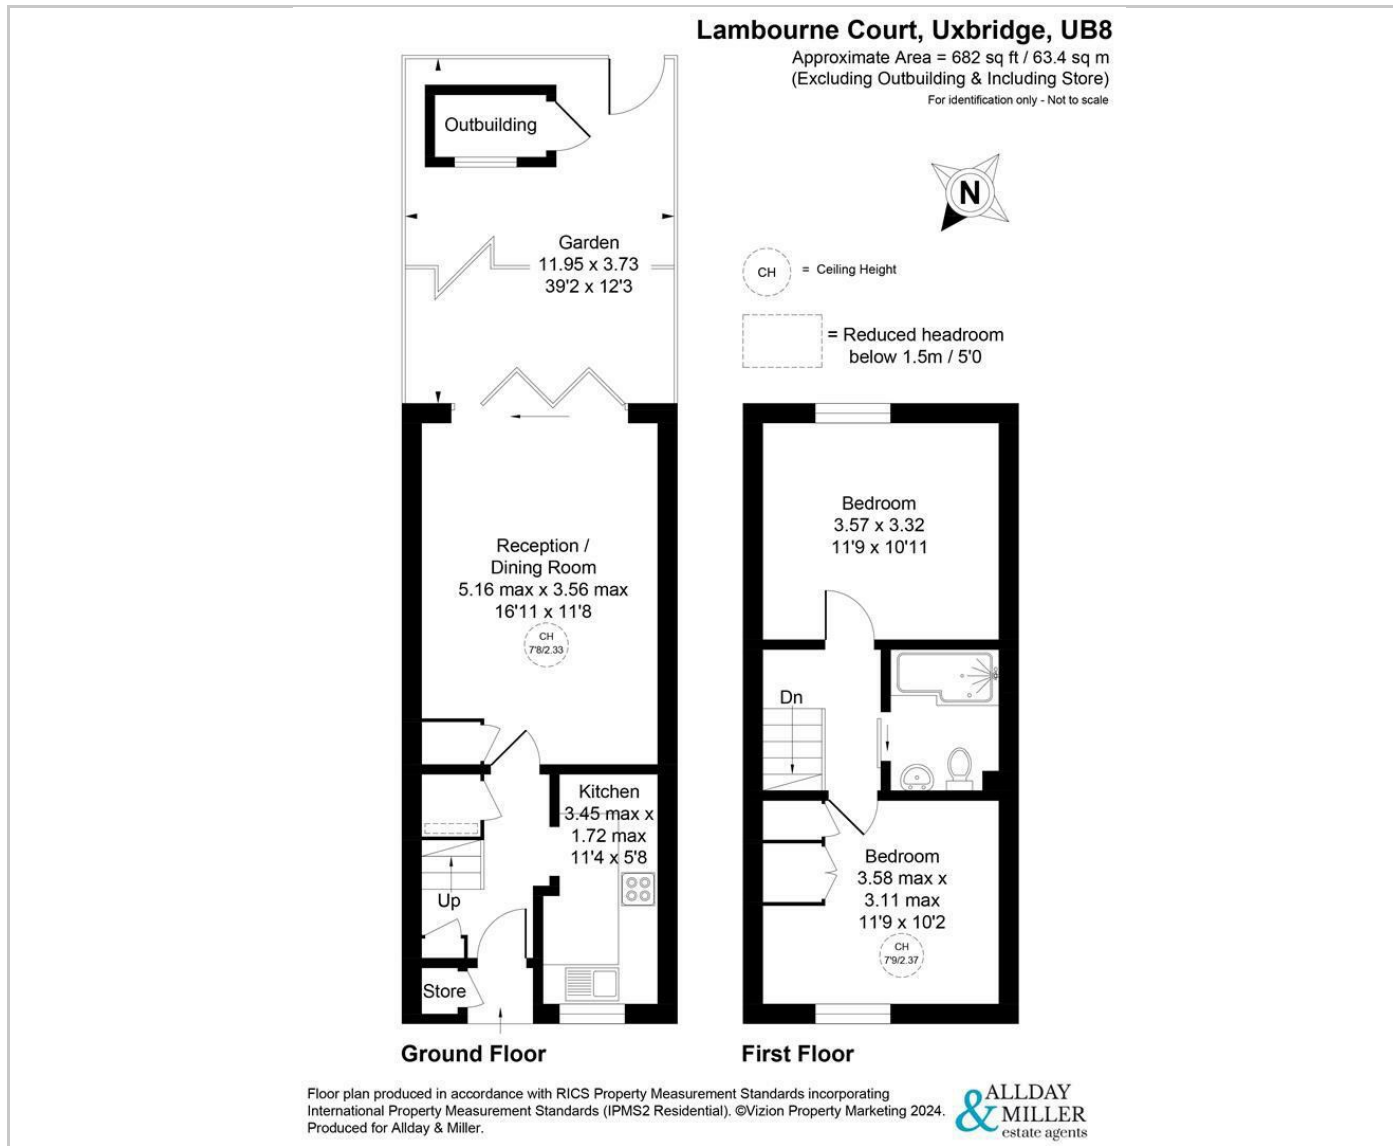 Lambourne Court, Uxbridge, UB8
Approximate Area = 682 sq ft / 63.4 sq m
(Excluding Outbuilding & Including Store)
For identification only - Not to scale
Outbuilding
N
Garden
11.95 x 3.73
39'2 x 12'3
CH
= Ceiling Height
= Reduced headroom
below 1.5m / 5'0
Reception /
Dining Room
5.16 max x 3.56 max
16'11 x 11'8
CH
7'8/2.33
Bedroom
3.57 x 3.32
11'9 x 10'11
Dn
Kitchen
3.45 max x
1.72 max
11'4 x 5'8
Up
Store
Bedroom
3.58 max x
3.11 max
11'9 x 10'2
CH
7'9/2.37
Ground Floor
First Floor
Floor plan produced in accordance with RICS Property Measurement Standards incorporating
International Property Measurement Standards (IPMS2 Residential). ©Vizion Property Marketing 2024.
Produced for Allday & Miller.
ALLDAY
& MILLER
estate agents